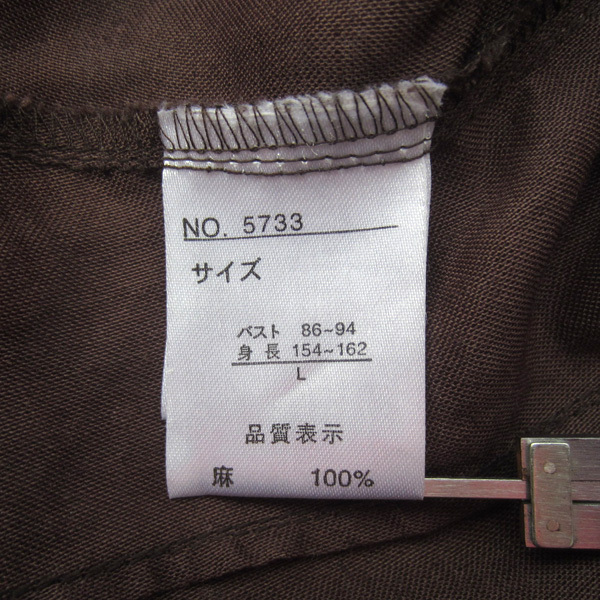 NO. 5733
サイズ
バスト 86~94
身長 154~162
L
品質表示
麻 100%